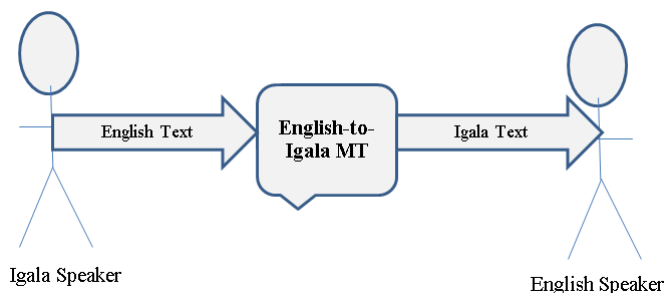 English Text
English-to-
Igala MT
Igala Text
Igala Speaker
English Speaker